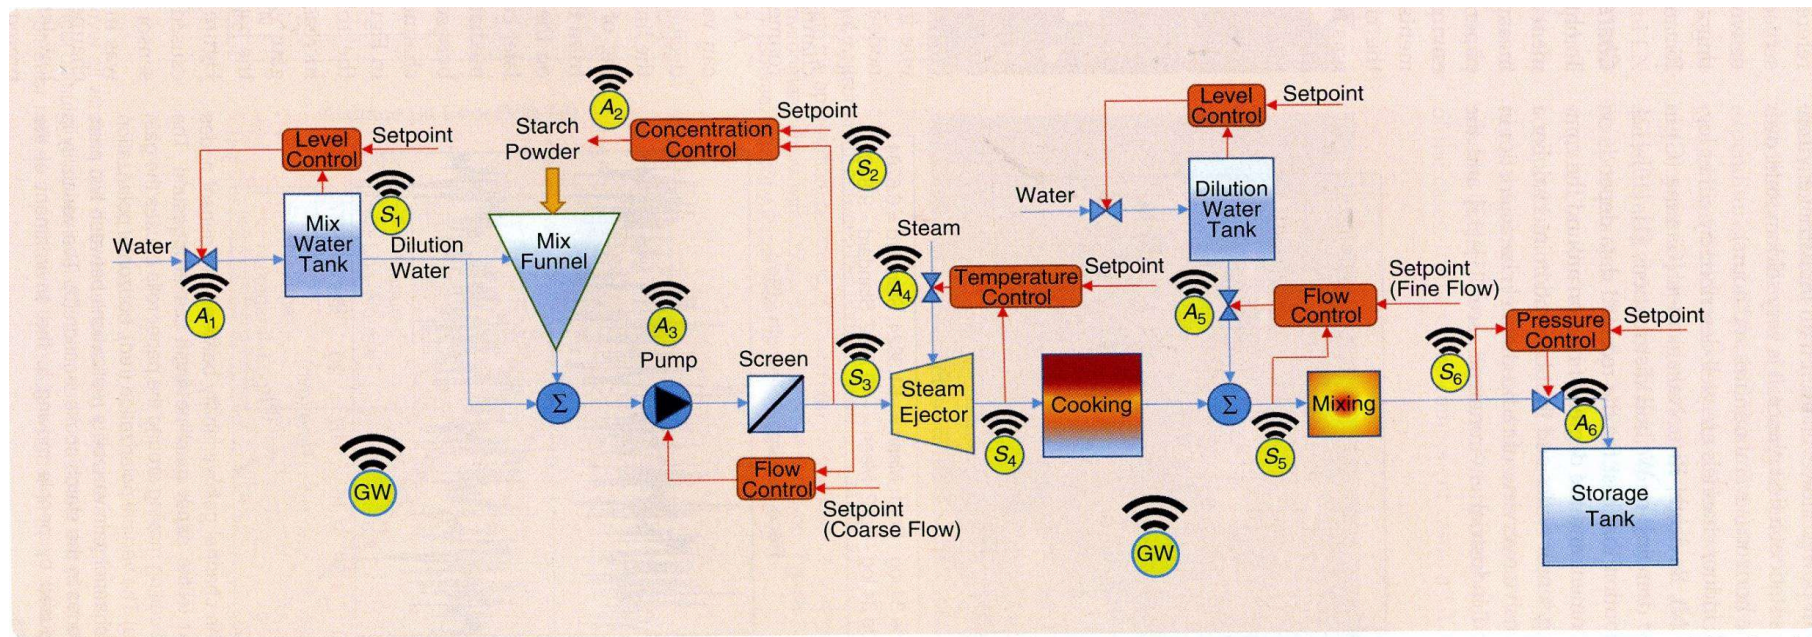 Level
Control
Setpoint
S1
Water
A1
Mix
Water
Tank
Dilution
Water
A2
Starch
Powder
Concentration
Control
Setpoint
S2
Mix
Funnel
Σ
A3
Pump
Screen
S3
Flow
Control
Setpoint
(Coarse Flow)
GW
Steam
A4
Temperature
Control
Setpoint
Steam
Ejector
S4
Cooking
Water
Level
Control
Setpoint
Dilution
Water
Tank
A5
Flow
Control
Setpoint
(Fine Flow)
Σ
S5
Mixing
S6
Pressure
Control
Setpoint
A6
Storage
Tank
GW